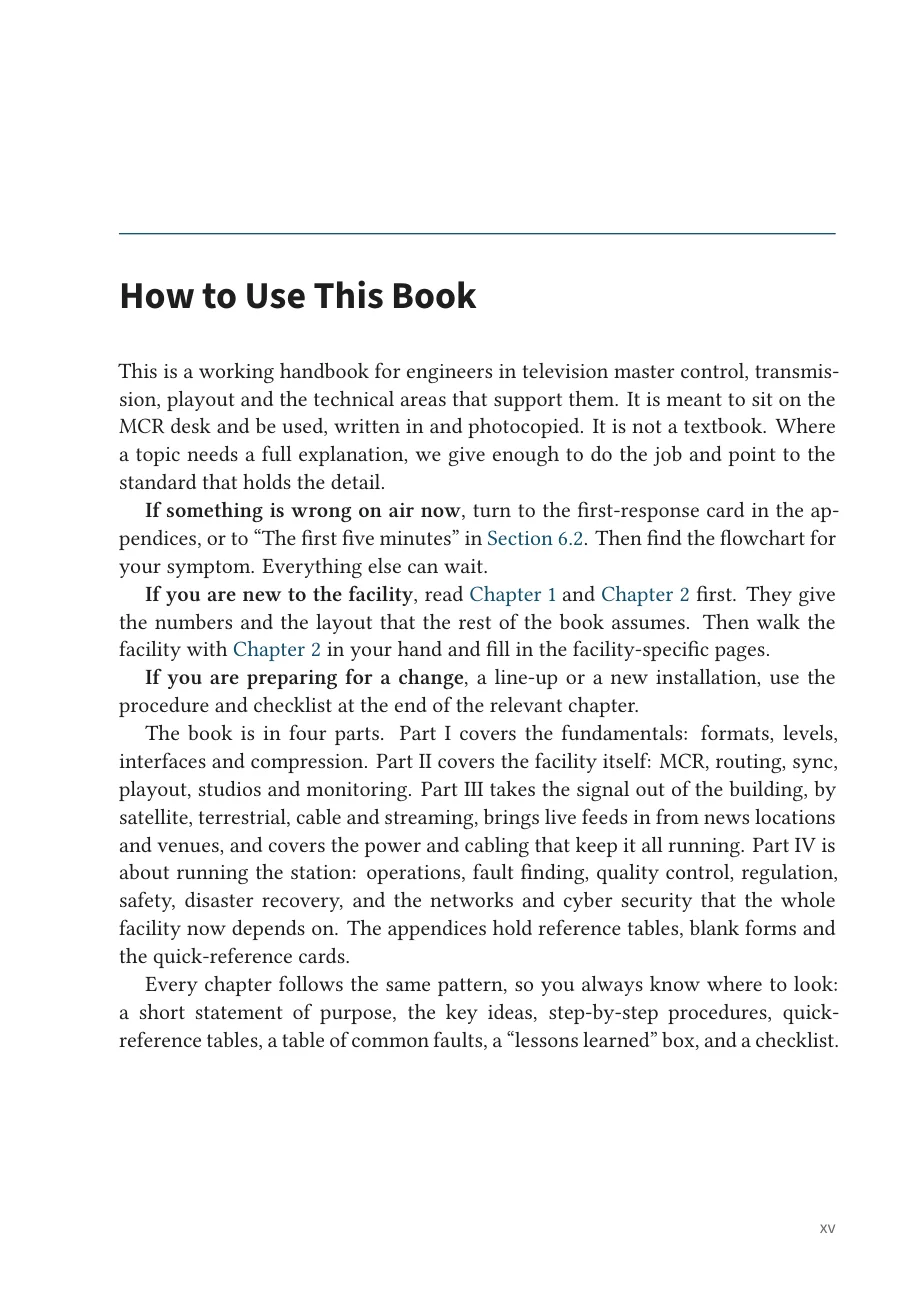 How to Use This Book
This is a working handbook for engineers in television master control, transmis-
sion, playout and the technical areas that support them. It is meant to sit on the
MCR desk and be used, written in and photocopied. It is not a textbook. Where
a topic needs a full explanation, we give enough to do the job and point to the
standard that holds the detail.
If something is wrong on air now, turn to the first-response card in the ap-
pendices, or to “The first five minutes” in Section 6.2. Then find the flowchart for
your symptom. Everything else can wait.
If you are new to the facility, read Chapter 1 and Chapter 2 first. They give
the numbers and the layout that the rest of the book assumes. Then walk the
facility with Chapter 2 in your hand and fill in the facility-specific pages.
If you are preparing for a change, a line-up or a new installation, use the
procedure and checklist at the end of the relevant chapter.
The book is in four parts. Part I covers the fundamentals: formats, levels,
interfaces and compression. Part II covers the facility itself: MCR, routing, sync,
playout, studios and monitoring. Part III takes the signal out of the building, by
satellite, terrestrial, cable and streaming, brings live feeds in from news locations
and venues, and covers the power and cabling that keep it all running. Part IV is
about running the station: operations, fault finding, quality control, regulation,
safety, disaster recovery, and the networks and cyber security that the whole
facility now depends on. The appendices hold reference tables, blank forms and
the quick-reference cards.
Every chapter follows the same pattern, so you always know where to look:
a short statement of purpose, the key ideas, step-by-step procedures, quick-
reference tables, a table of common faults, a “lessons learned” box, and a checklist.
xv